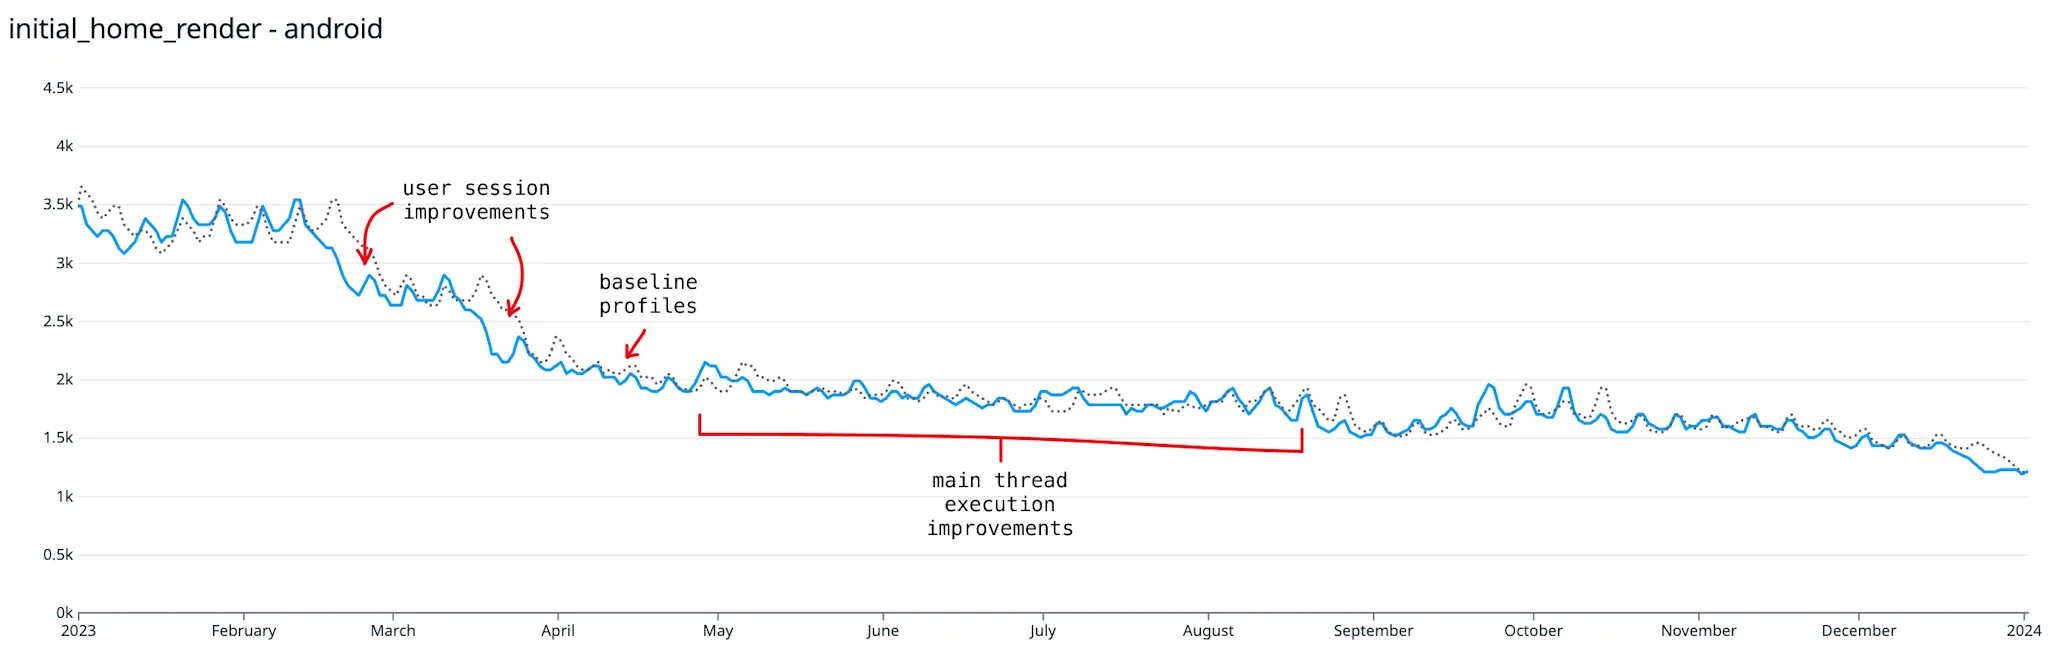 initial_home_render - android
4.5k
4k
3.5k
3k
2.5k
2k
1.5k
1k
0.5k
0k
user session
improvements
baseline
profiles
main thread
execution
improvements
2023 February March April May June July August September October November December 2024